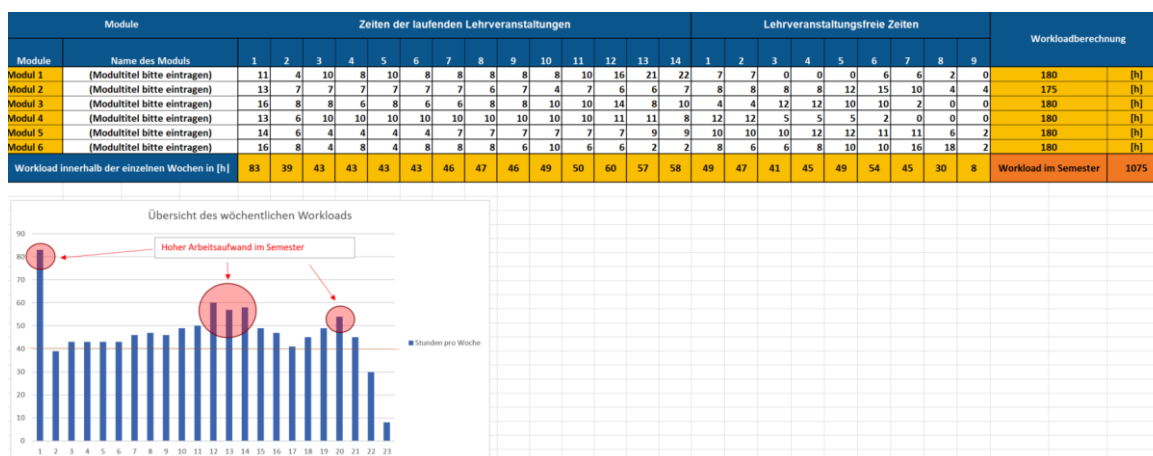 Module Zeiten der laufenden Lehrveranstaltungen Lehrveranstaltungsfreie Zeiten Workloadberechnung
Module Name des Moduls 1 2 3 4 5 6 7 8 9 10 11 12 13 14 1 2 3 4 5 6 7 8 9
Modul 1 (Modultitel bitte eintragen) 11 4 10 8 10 8 8 8 8 8 10 16 21 22 7 7 0 0 0 6 6 2 0 180 [h]
Modul 2 (Modultitel bitte eintragen) 13 7 7 7 7 7 7 6 7 4 7 6 6 7 8 8 8 8 12 15 10 4 4 175 [h]
Modul 3 (Modultitel bitte eintragen) 16 8 8 6 8 6 6 8 8 10 10 14 8 10 4 4 12 12 10 10 2 0 0 180 [h]
Modul 4 (Modultitel bitte eintragen) 13 6 10 10 10 10 10 10 10 10 10 11 11 8 12 12 5 5 5 2 0 0 0 180 [h]
Modul 5 (Modultitel bitte eintragen) 14 6 4 4 4 4 7 7 7 7 7 7 9 9 10 10 10 12 12 11 11 6 2 180 [h]
Modul 6 (Modultitel bitte eintragen) 16 8 4 8 4 8 8 8 6 10 6 6 2 2 8 6 6 8 10 10 16 18 2 180 [h]
Workload innerhalb der einzelnen Wochen in [h] 83 39 43 43 43 43 46 47 46 49 50 60 57 58 49 47 41 45 49 54 45 30 8 Workload im Semester 1075
Übersicht des wöchentlichen Workloads
Hoher Arbeitsaufwand im Semester
90
80
70
60
50
40
30
20
10
0
1 2 3 4 5 6 7 8 9 10 11 12 13 14 15 16 17 18 19 20 21 22 23
Stunden pro Woche